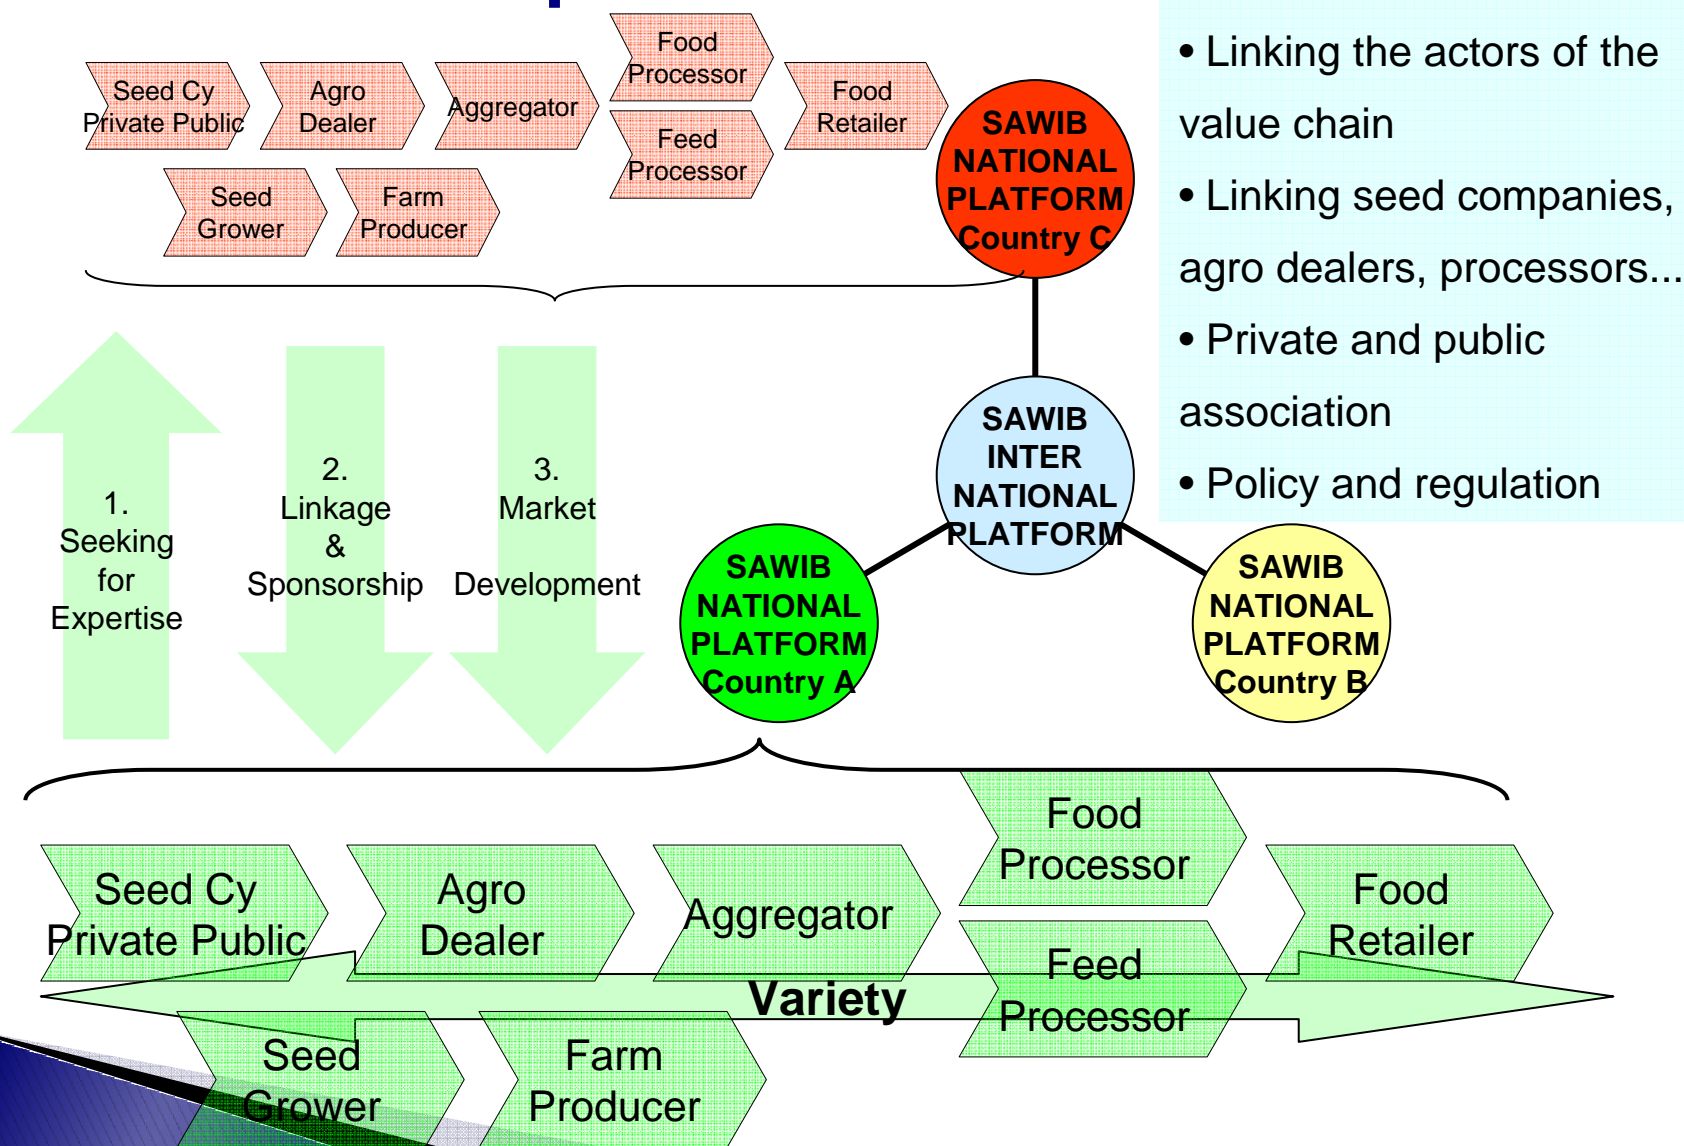 Seed Cy
Private Public
Agro
Dealer
Aggregator
Food
Processor
Feed
Processor
Food
Retailer
Seed
Grower
Farm
Producer
SAWIB
NATIONAL
PLATFORM
Country C
• Linking the actors of the
value chain
• Linking seed companies,
agro dealers, processors...
• Private and public
association
• Policy and regulation
1.
Seeking
for
Expertise
2.
Linkage
&
Sponsorship
3.
Market
Development
SAWIB
INTER
NATIONAL
PLATFORM
SAWIB
NATIONAL
PLATFORM
Country A
SAWIB
NATIONAL
PLATFORM
Country B
Seed Cy
Private Public
Agro
Dealer
Aggregator
Food
Processor
Feed
Processor
Food
Retailer
Variety
Seed
Grower
Farm
Producer